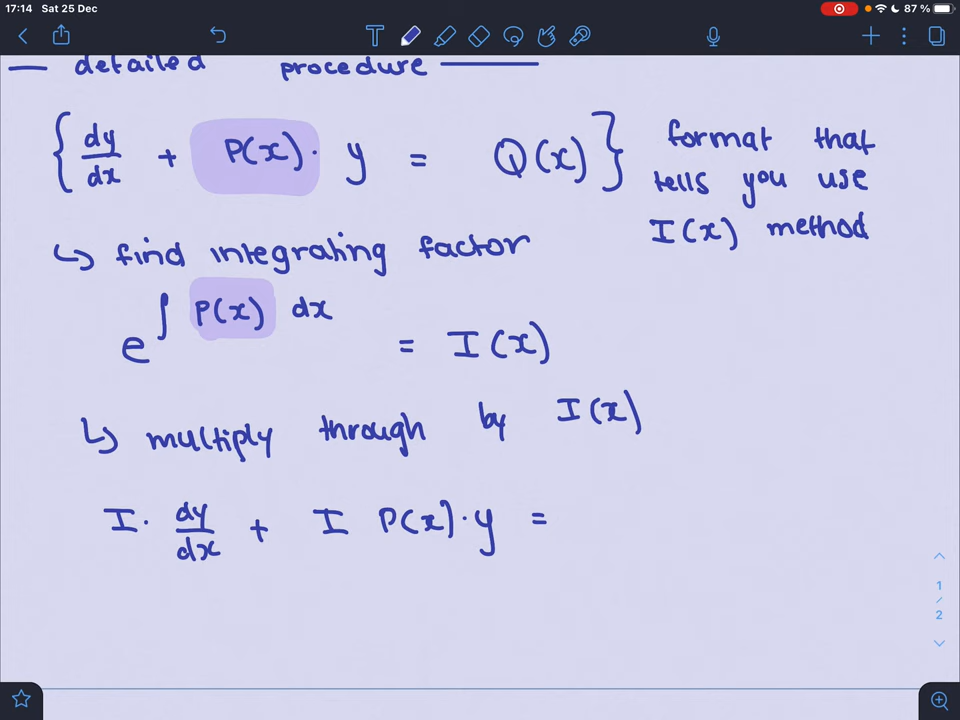 17:14 Sat 25 Dec 87 %
— detailed procedure —
{ dy/dx + P(x) · y = Q(x) } format that tells you use I(x) method
↳ find integrating factor
e^∫ P(x) dx = I(x)
↳ multiply through by I(x)
I · dy/dx + I P(x) · y =
1 / 2